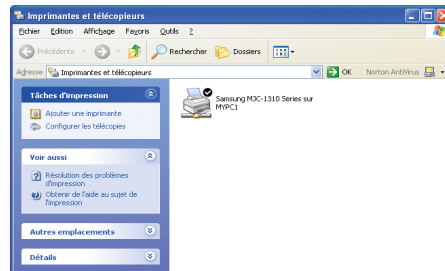 Imprimantes et télécopieurs
Fichier Edition Affichage Favoris Outils ?
Précédente Rechercher Dossiers
Adresse Imprimantes et télécopieurs OK Norton AntiVirus
Tâches d'impression
Ajouter une imprimante
Configurer les télécopies
Samsung MJC-1310 Series sur
MYPC1
Voir aussi
Résolution des problèmes
d'impression
Obtenir de l'aide au sujet de
l'impression
Autres emplacements
Détails